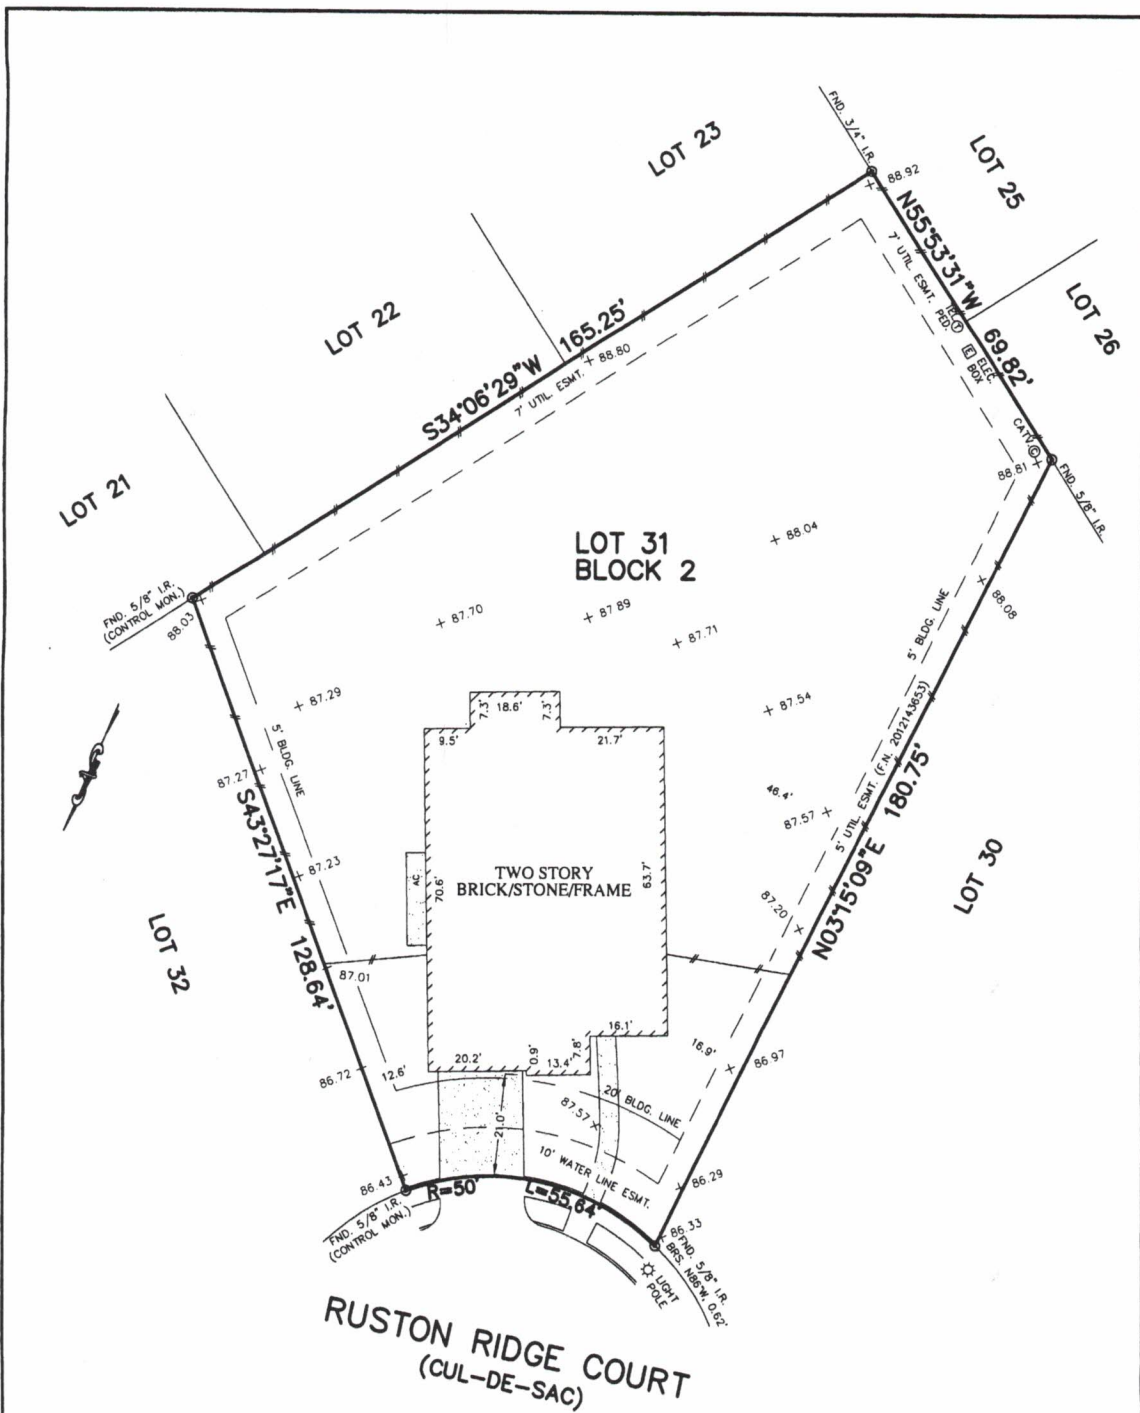 FND. 3/4" I.R.
LOT 23
LOT 25
88.92
N55°53'31"W 69.82'
7' UTIL. ESMT.
LOT 22
LOT 26
TEL. PED.
T
E
ELEC. BOX
S34°06'29"W 165.25'
88.80
7' UTIL. ESMT.
CATV.
C
88.81
FND. 5/8" I.R.
LOT 21
88.04
LOT 31
BLOCK 2
FND. 5/8" I.R.
(CONTROL MON.)
88.03
87.70
87.89
87.71
88.08
5' BLDG. LINE
87.29
18.6'
7.3'
7.3'
87.54
9.5'
21.7'
5' BLDG. LINE
87.27
5' UTIL. ESMT. (F.N. 2012143653)
46.4'
87.57
S43°27'17"E 128.64'
N03°15'09"E 180.75'
87.23
AC
70.6'
TWO STORY
BRICK/STONE/FRAME
63.7'
87.20
LOT 30
LOT 32
87.01
16.1'
16.9'
86.97
86.72
12.6'
20.2'
0.9'
13.4'
7.8'
20' BLDG. LINE
87.57
21.0'
10' WATER LINE ESMT.
86.43
86.29
R=50'
L=55.64'
FND. 5/8" I.R.
(CONTROL MON.)
86.33
FND. 5/8" I.R.
BRS. N86°W, 0.62'
LIGHT
POLE
RUSTON RIDGE COURT
(CUL-DE-SAC)